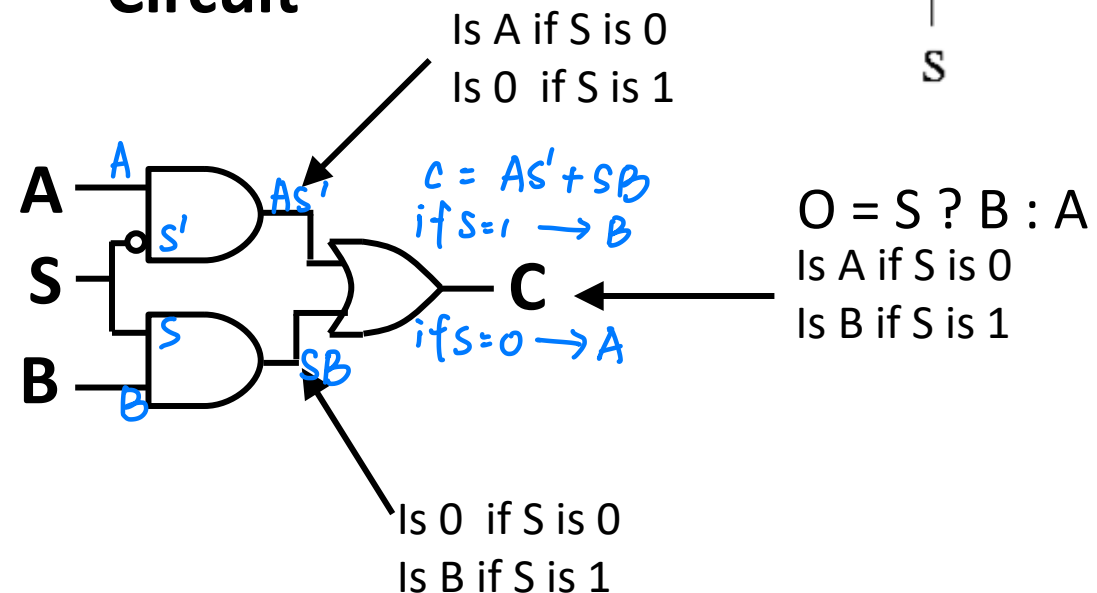 Circuit
Is A if S is 0
Is 0 if S is 1
S
A
A
S'
AS'
C = AS' + SB
if S=1 → B
O = S ? B : A
Is A if S is 0
Is B if S is 1
S
C
S
if S=0 → A
SB
B
B
Is 0 if S is 0
Is B if S is 1